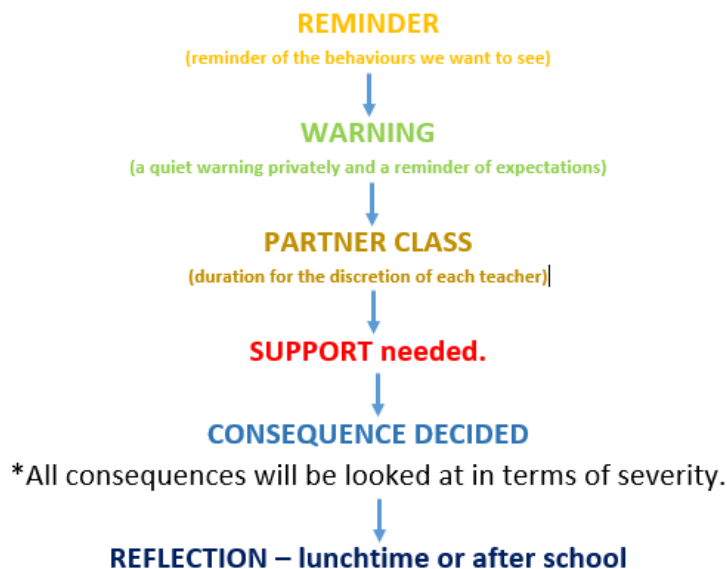 REMINDER
(reminder of the behaviours we want to see)
WARNING
(a quiet warning privately and a reminder of expectations)
PARTNER CLASS
(duration for the discretion of each teacher)
SUPPORT needed.
CONSEQUENCE DECIDED
*All consequences will be looked at in terms of severity.
REFLECTION – lunchtime or after school